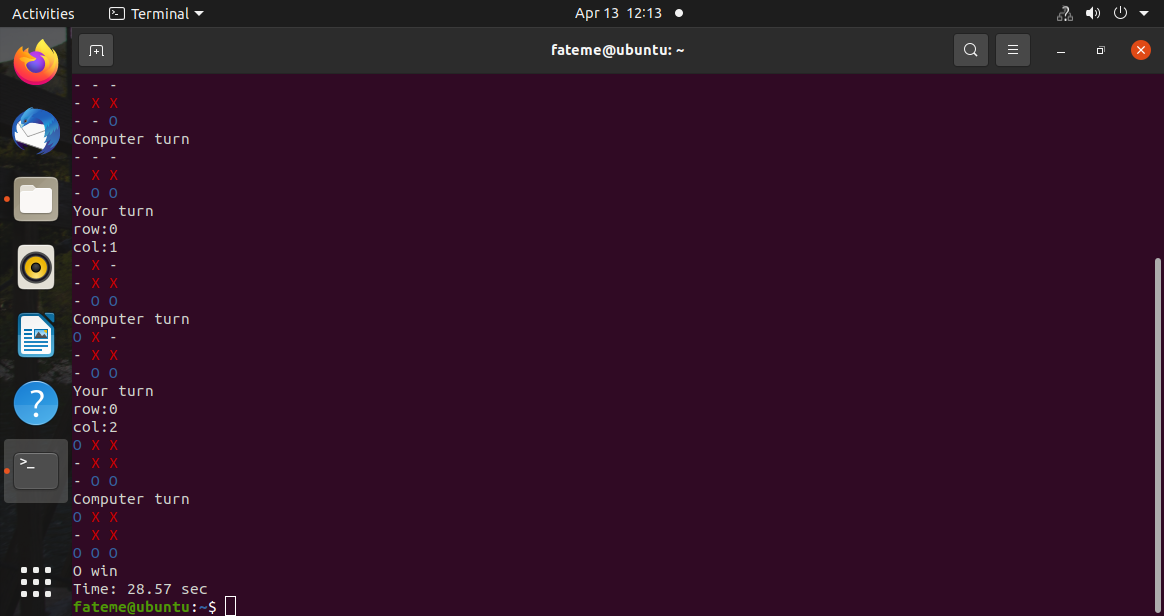 Activities
Terminal
Apr 13 12:13
fateme@ubuntu: ~
- - -
- X X
- - O
Computer turn
- - -
- X X
- O O
Your turn
row:0
col:1
- X -
- X X
- O O
Computer turn
O X -
- X X
- O O
Your turn
row:0
col:2
O X X
- X X
- O O
Computer turn
O X X
- X X
O O O
O win
Time: 28.57 sec
fateme@ubuntu:~$